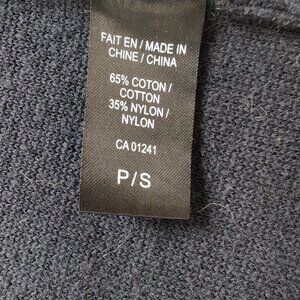 FAIT EN / MADE IN
CHINE / CHINA
65% COTON /
COTTON
35% NYLON /
NYLON
CA 01241
P / S